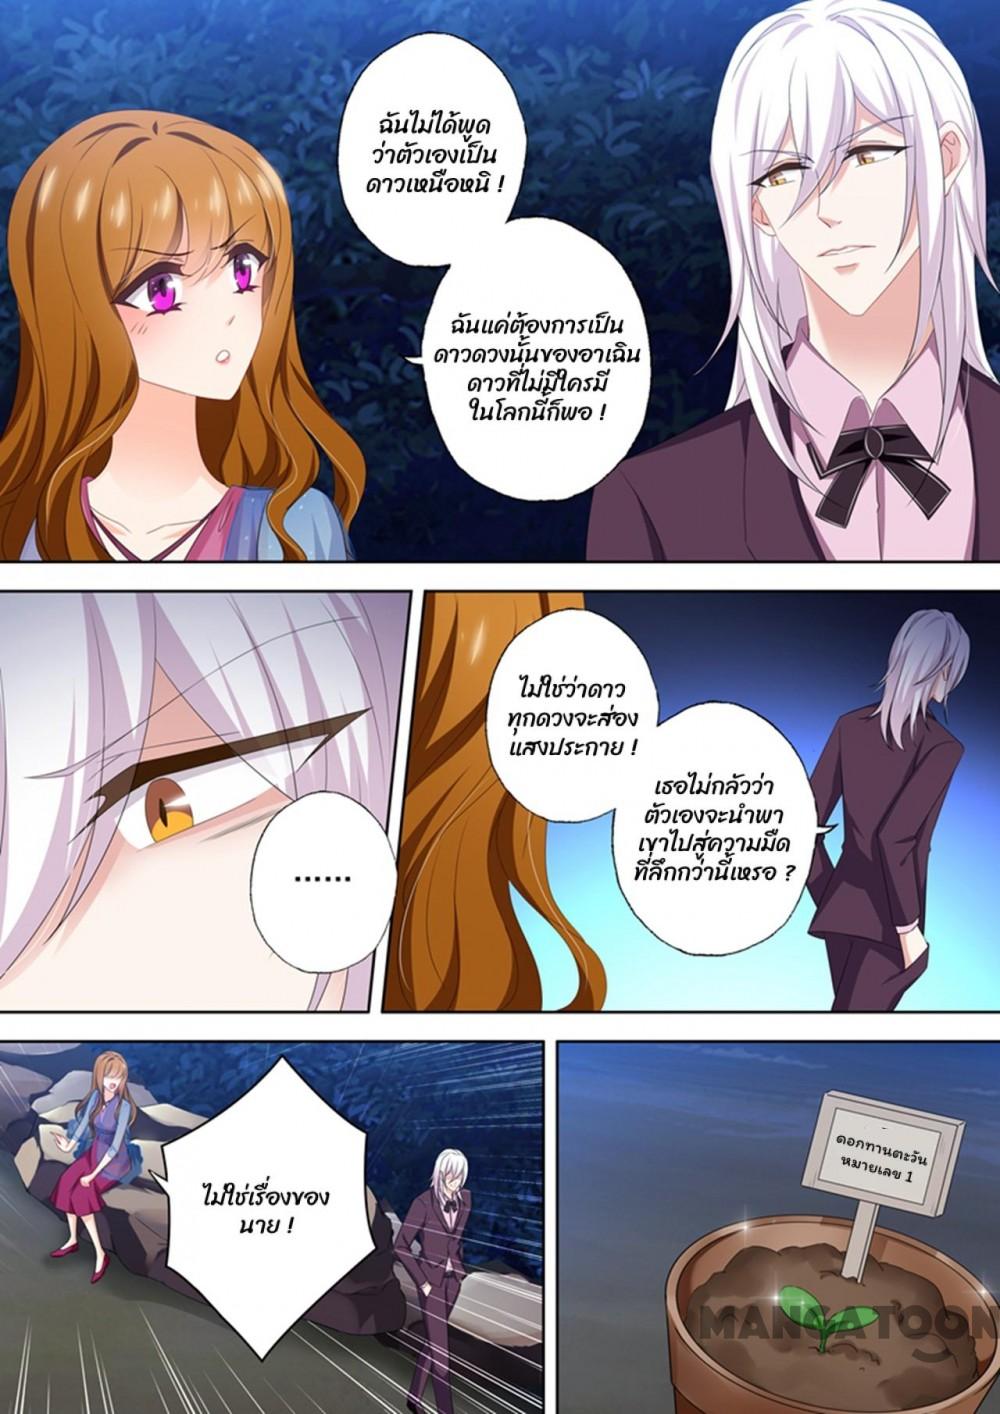 ฉันไม่ได้พูด
ว่าตัวเองเป็น
ดาวเหนือหนิ !
ฉันแค่ต้องการเป็น
ดาวดวงนั้นของอาเฉิน
ดาวที่ไม่มีใครมี
ในโลกนี้ก็พอ !
......
ไม่ใช่ว่าดาว
ทุกดวงจะส่อง
แสงประกาย !
เธอไม่กลัวว่า
ตัวเองจะนำพา
เขาไปสู่ความมืด
ที่ลึกกว่านี้เหรอ ?
ไม่ใช่เรื่องของ
นาย !
ดอกทานตะวัน
หมายเลข 1
MANGATOON